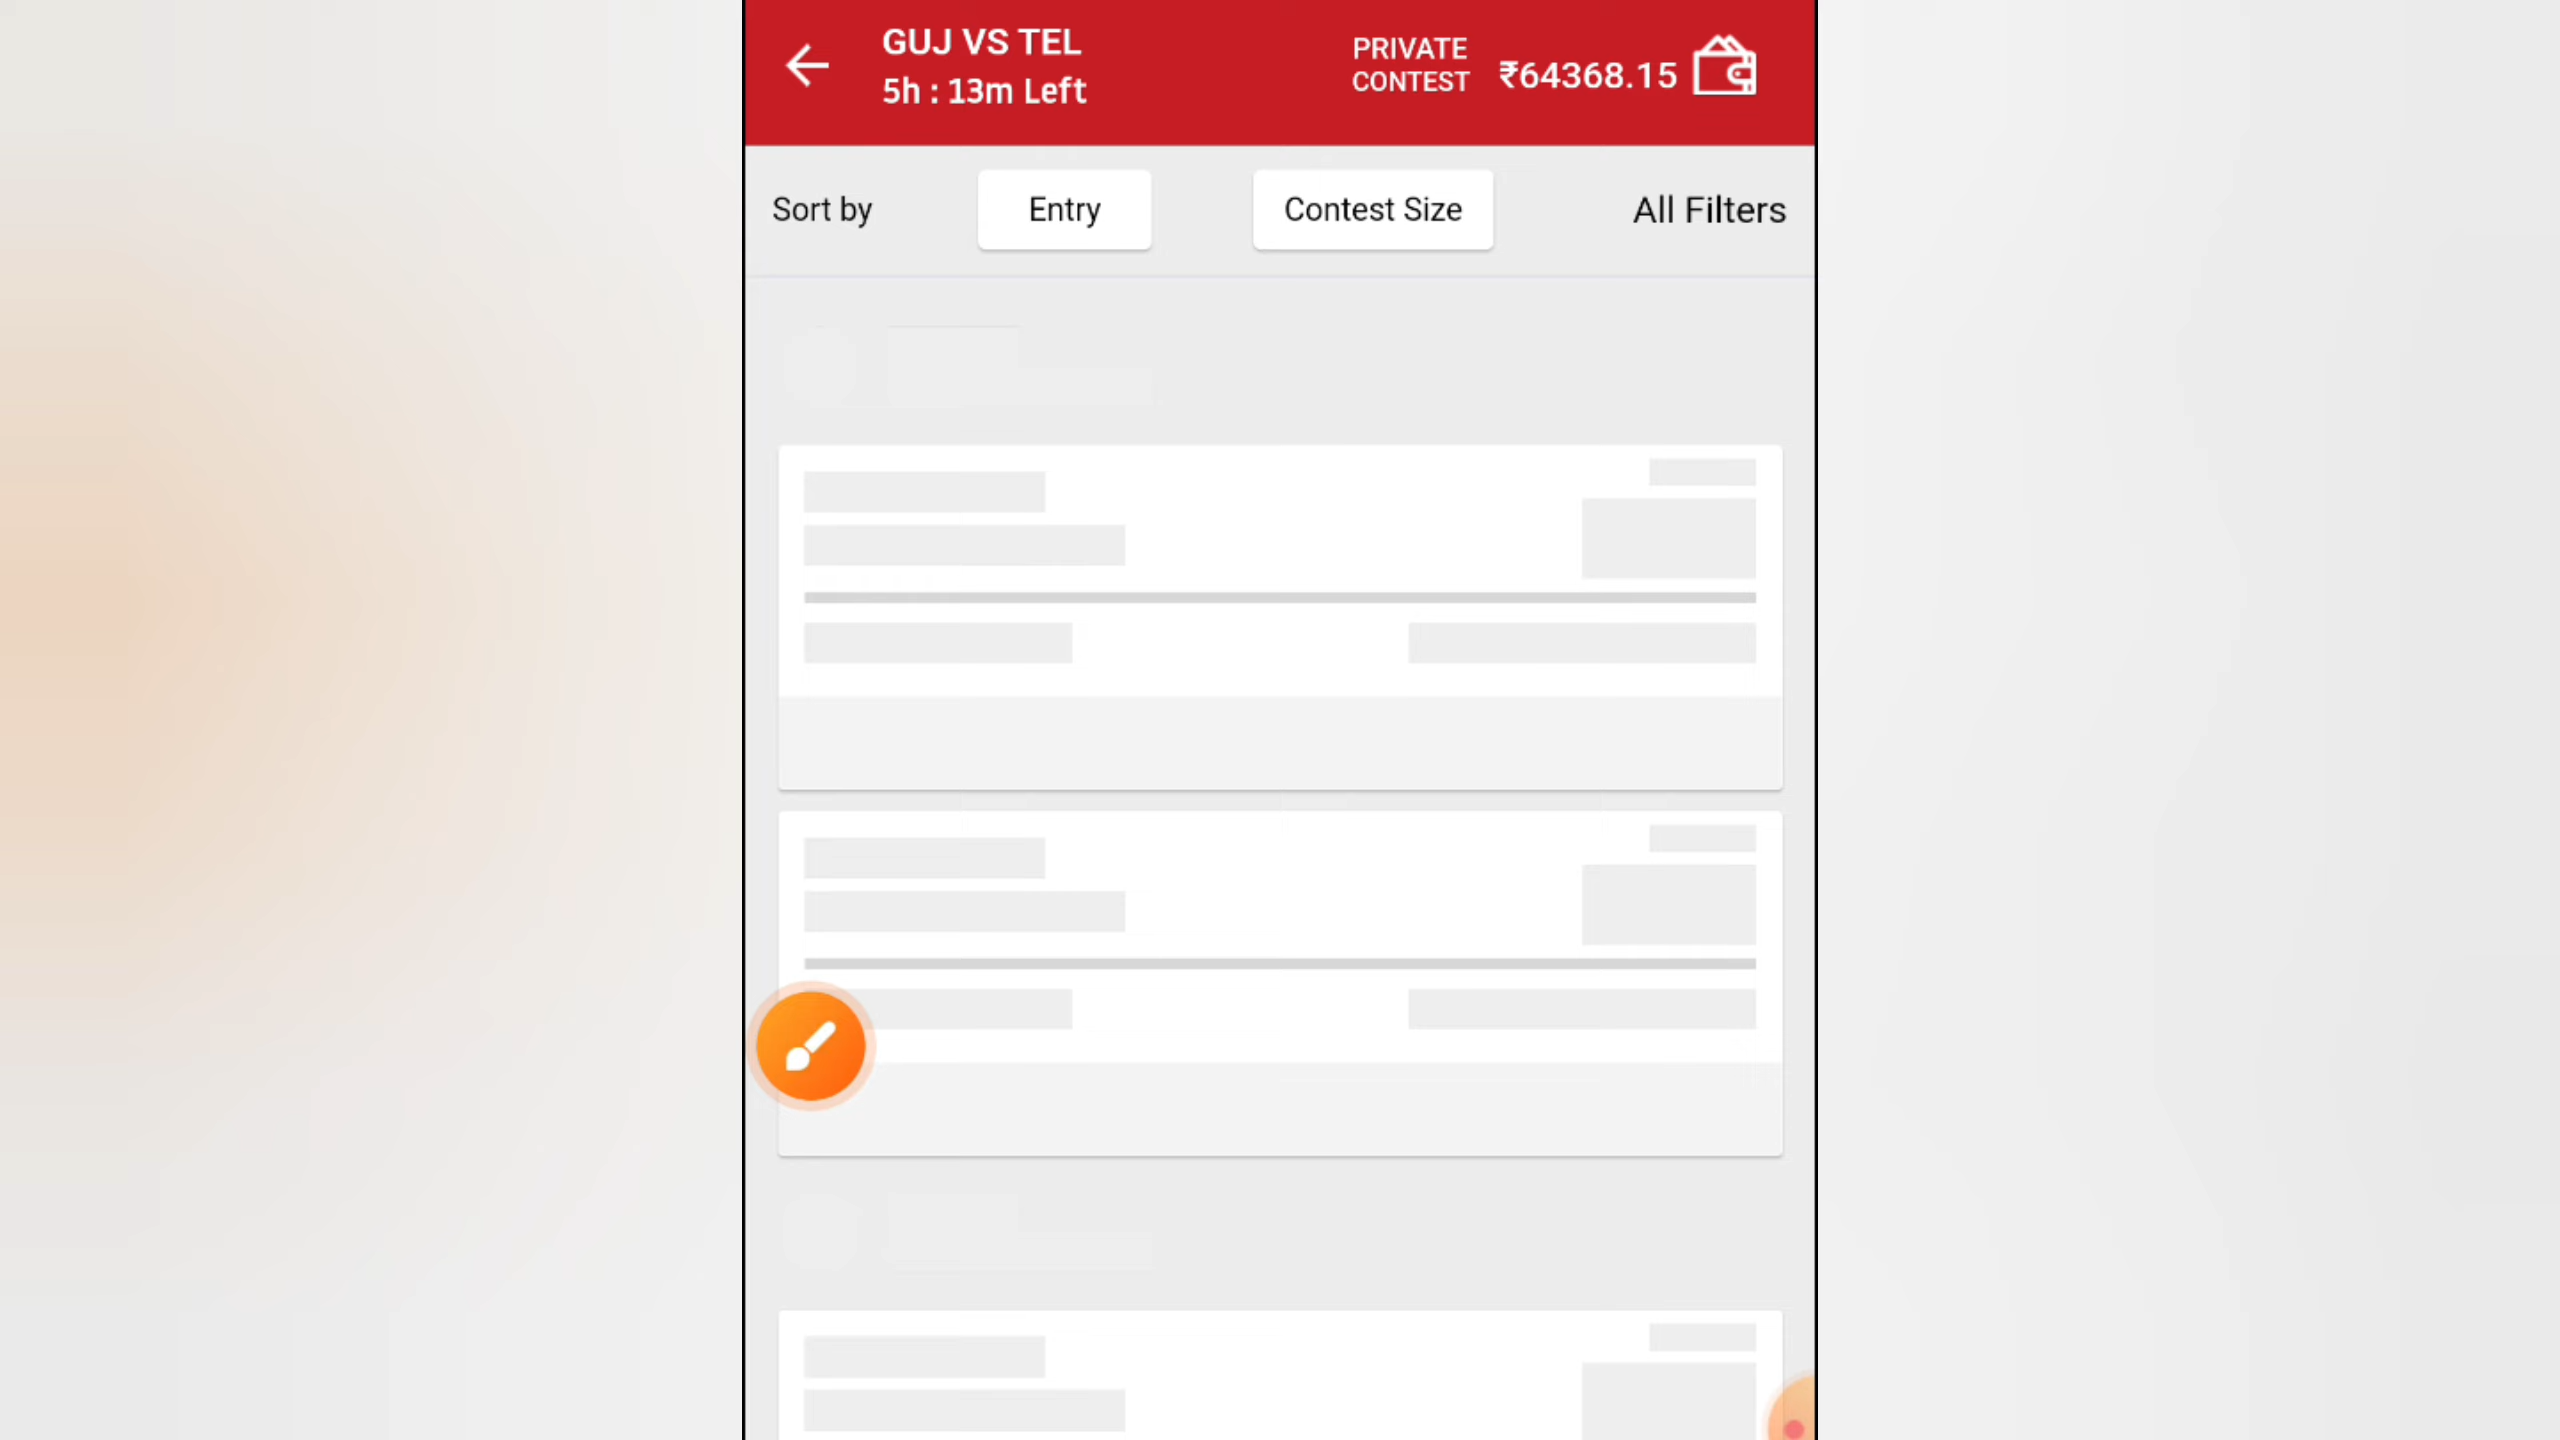 GUJ VS TEL
5h : 13m Left
PRIVATE
CONTEST
₹64368.15
Sort by
Entry
Contest Size
All Filters